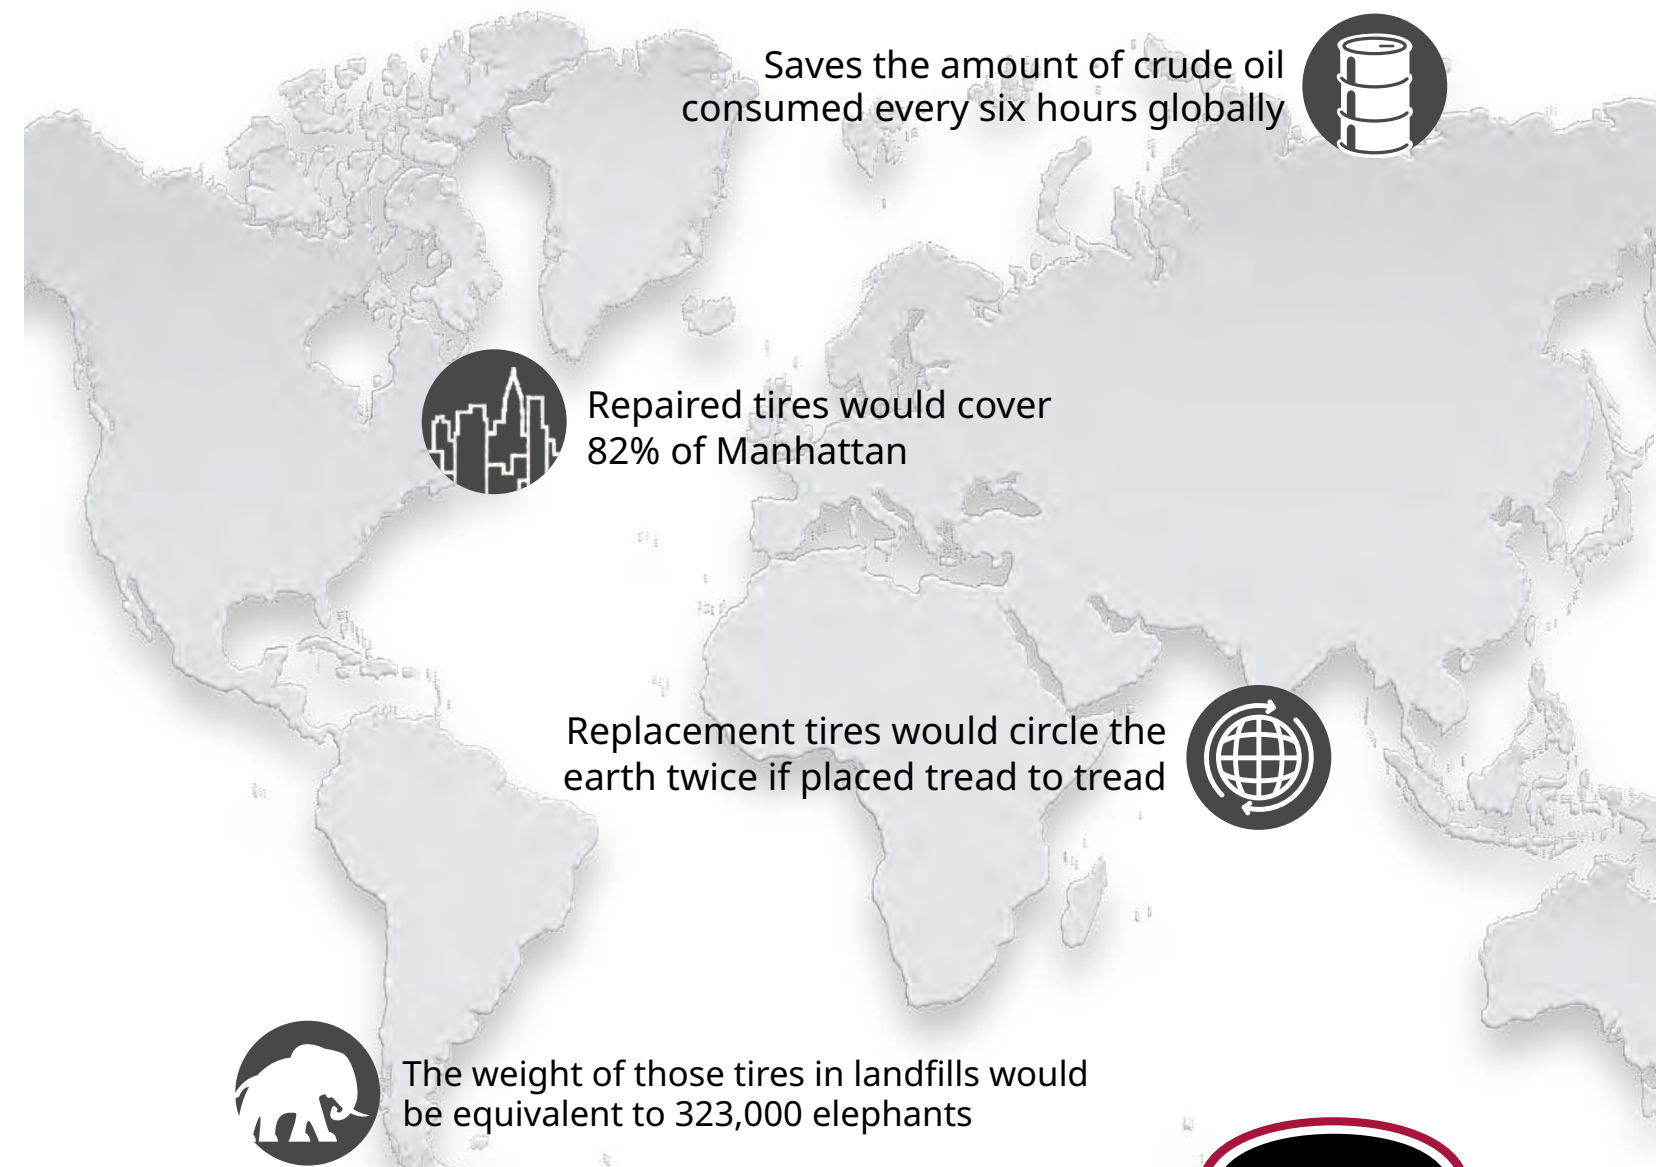 Saves the amount of crude oil
consumed every six hours globally
Repaired tires would cover
82% of Manhattan
Replacement tires would circle the
earth twice if placed tread to tread
The weight of those tires in landfills would
be equivalent to 323,000 elephants